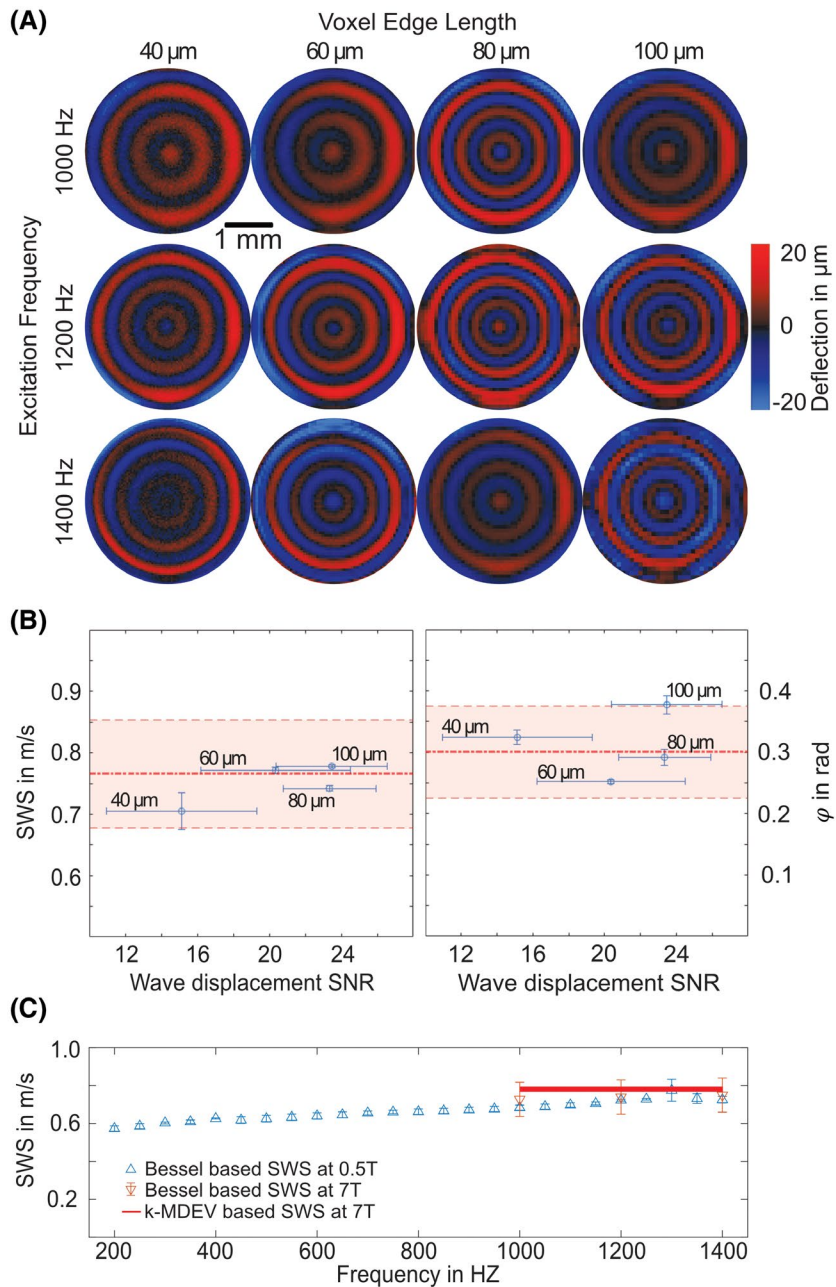 (A)
Voxel Edge Length
40 µm 60 µm 80 µm 100 µm
Excitation Frequency
1000 Hz
1200 Hz
1400 Hz
1 mm
20
0
-20
Deflection in µm
(B)
SWS in m/s
0.9
0.8
0.7
0.6
40 µm
60 µm
80 µm
100 µm
12 16 20 24
Wave displacement SNR
40 µm
60 µm
80 µm
100 µm
0.4
0.3
0.2
0.1
φ in rad
12 16 20 24
Wave displacement SNR
(C)
SWS in m/s
1.0
0.6
0.2
Bessel based SWS at 0.5T
Bessel based SWS at 7T
k-MDEV based SWS at 7T
200 400 600 800 1000 1200 1400
Frequency in HZ